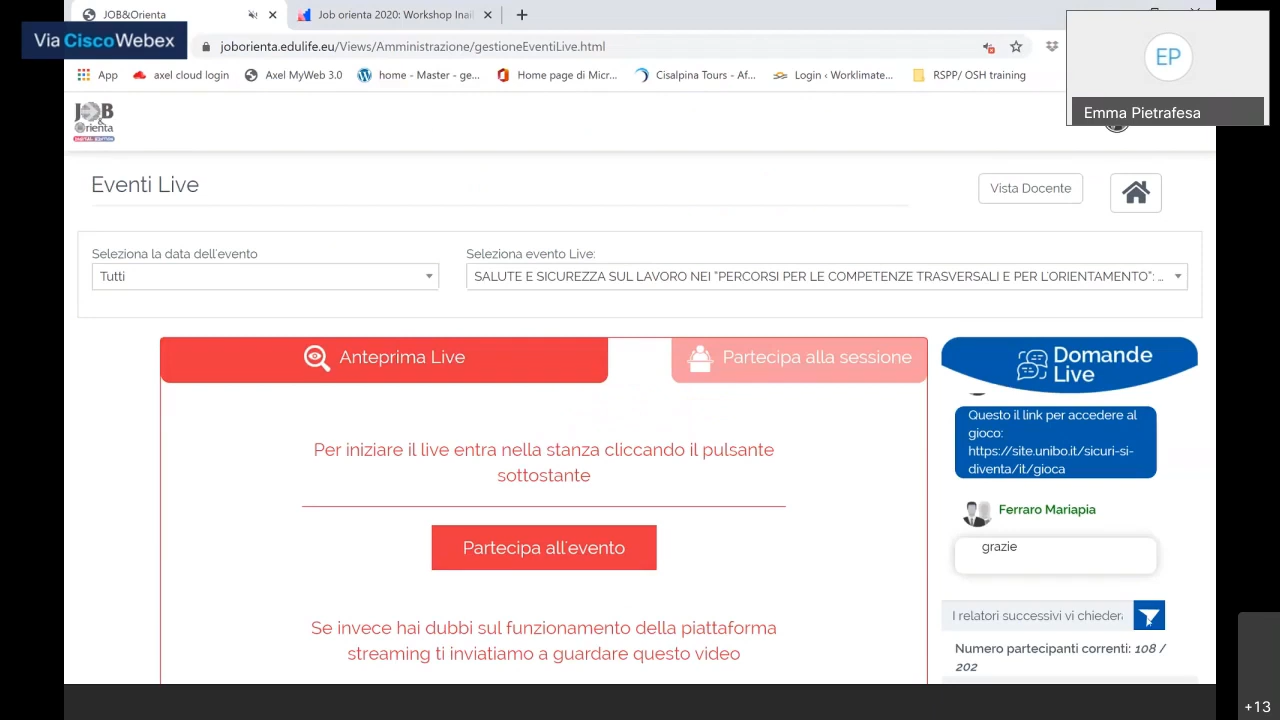 JOB&Orienta
Job orienta 2020: Workshop Inail
Via CiscoWebex
joborienta.edulife.eu/Views/Amministrazione/gestioneEventiLive.html
EP
Emma Pietrafesa
App
axel cloud login
Axel MyWeb 3.0
home - Master - ge...
Home page di Micr...
Cisalpina Tours - Af...
Login ‹ Worklimate...
RSPP/ OSH training
JOB
&
Orienta
DIGITAL EDITION
Eventi Live
Vista Docente
Seleziona la data dell'evento
Seleziona evento Live:
Tutti
SALUTE E SICUREZZA SUL LAVORO NEI "PERCORSI PER LE COMPETENZE TRASVERSALI E PER L'ORIENTAMENTO": ...
Anteprima Live
Partecipa alla sessione
Per iniziare il live entra nella stanza cliccando il pulsante
sottostante
Partecipa all'evento
Se invece hai dubbi sul funzionamento della piattaforma
streaming ti inviatiamo a guardare questo video
Domande
Live
Questo il link per accedere al
gioco:
https://site.unibo.it/sicuri-si-
diventa/it/gioca
Ferraro Mariapia
grazie
I relatori successivi vi chieder
Numero partecipanti correnti: 108 /
202
+13